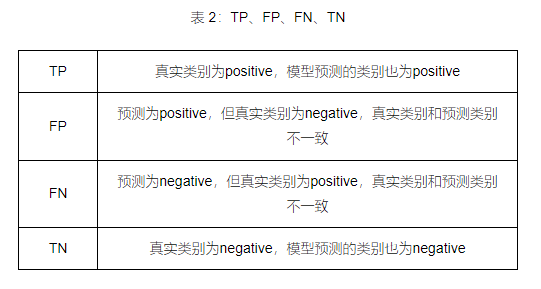 表 2：TP、FP、FN、TN
TP
真实类别为positive，模型预测的类别也为positive
FP
预测为positive，但真实类别为negative，真实类别和预测类别
不一致
FN
预测为negative，但真实类别为positive，真实类别和预测类别
不一致
TN
真实类别为negative，模型预测的类别也为negative